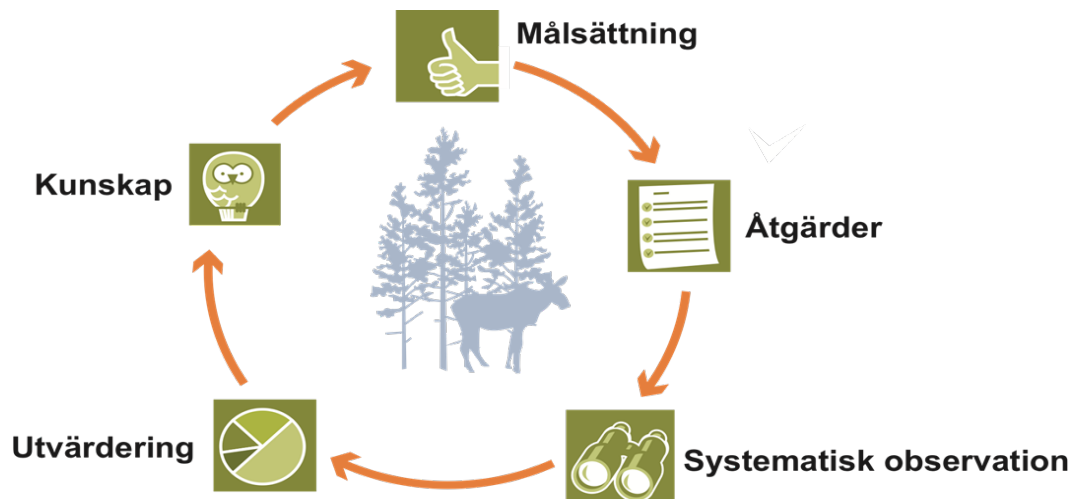 Målsättning
Åtgärder
Systematisk observation
Utvärdering
Kunskap